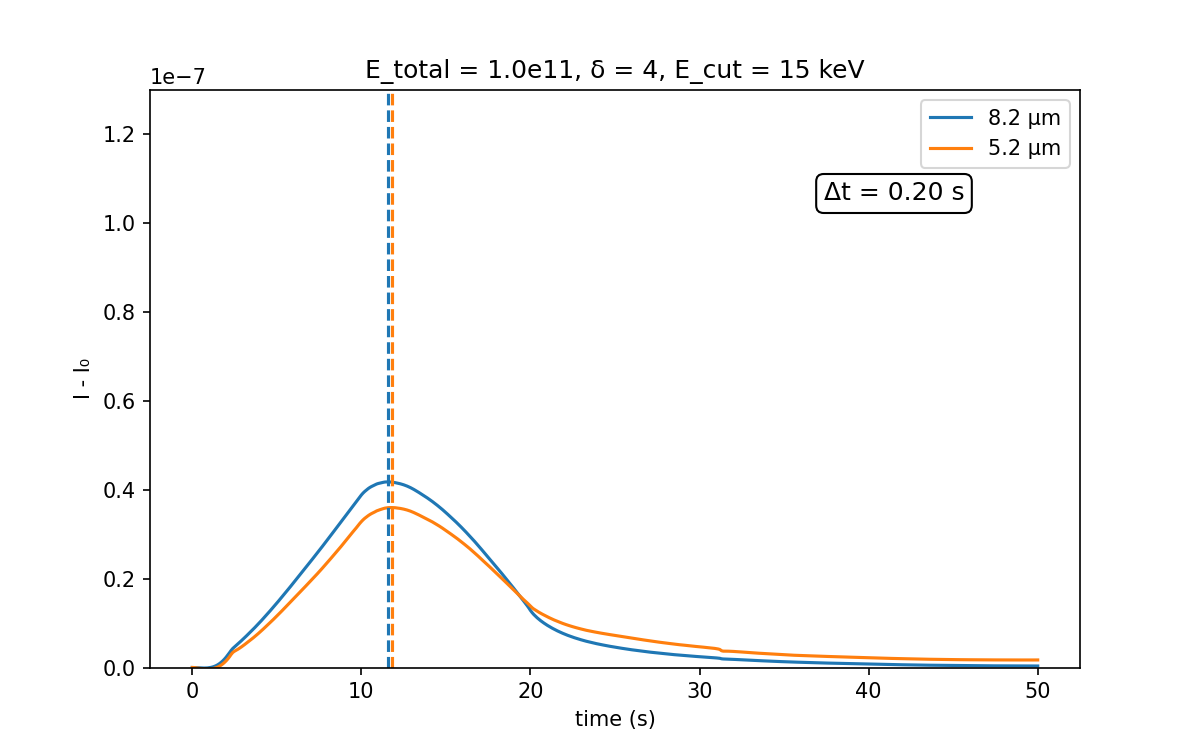 E_total = 1.0e11, δ = 4, E_cut = 15 keV
1e−7
8.2 μm
5.2 μm
Δt = 0.20 s
1.2
1.0
0.8
0.6
0.4
0.2
0.0
I - I₀
0 10 20 30 40 50
time (s)